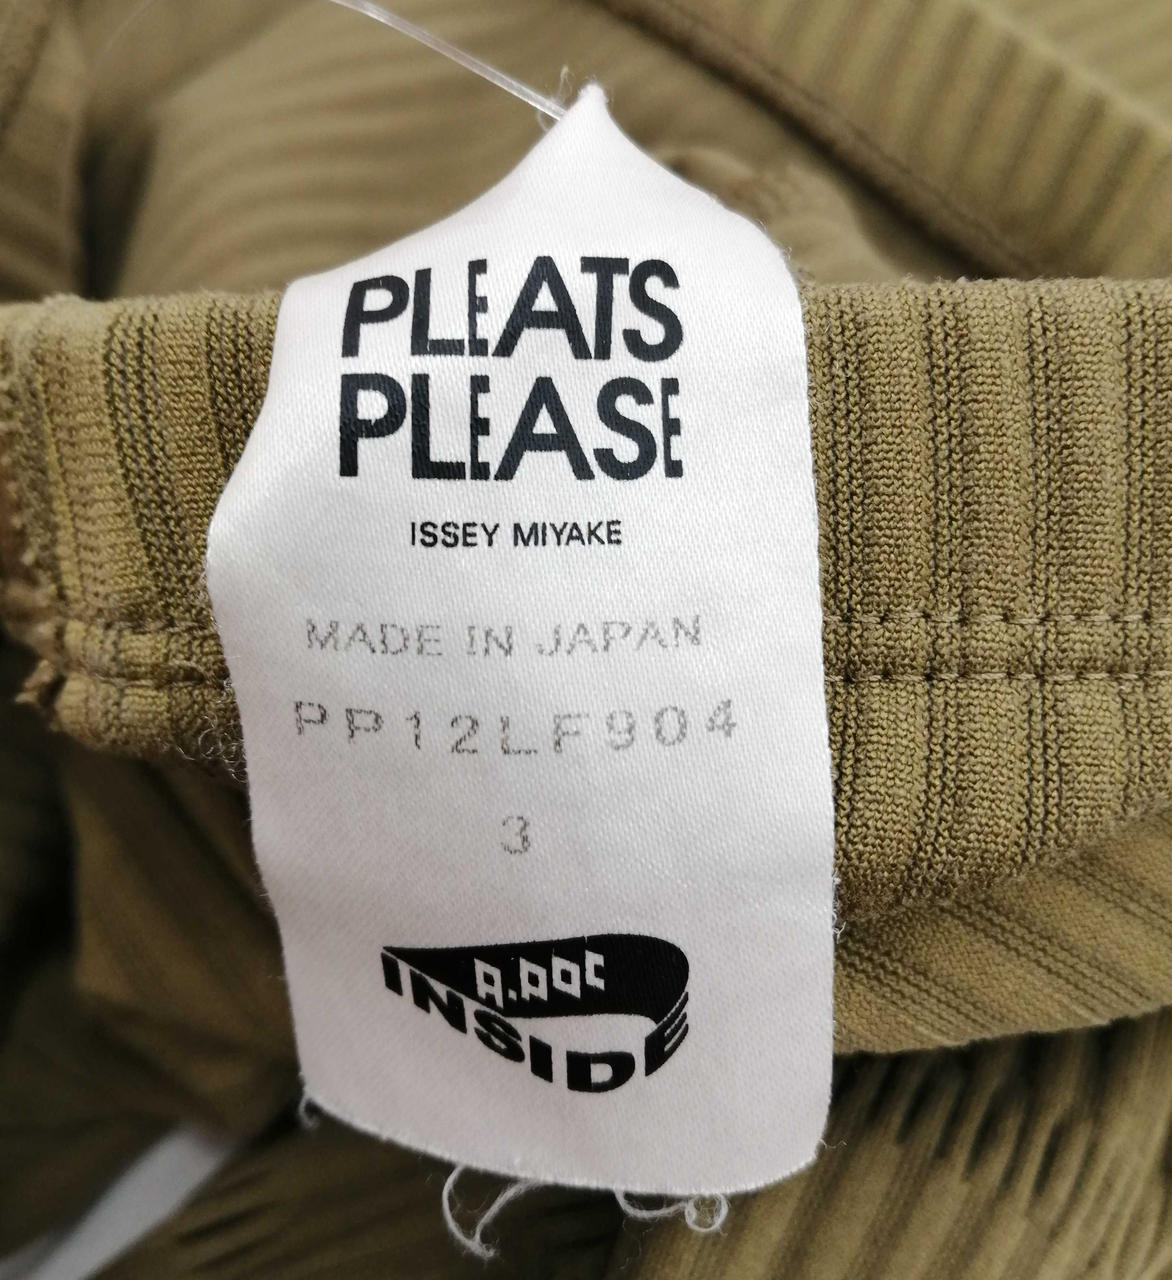 PLEATS
PLEASE
ISSEY MIYAKE
MADE IN JAPAN
PP12LF904
3
A.POC
INSIDE